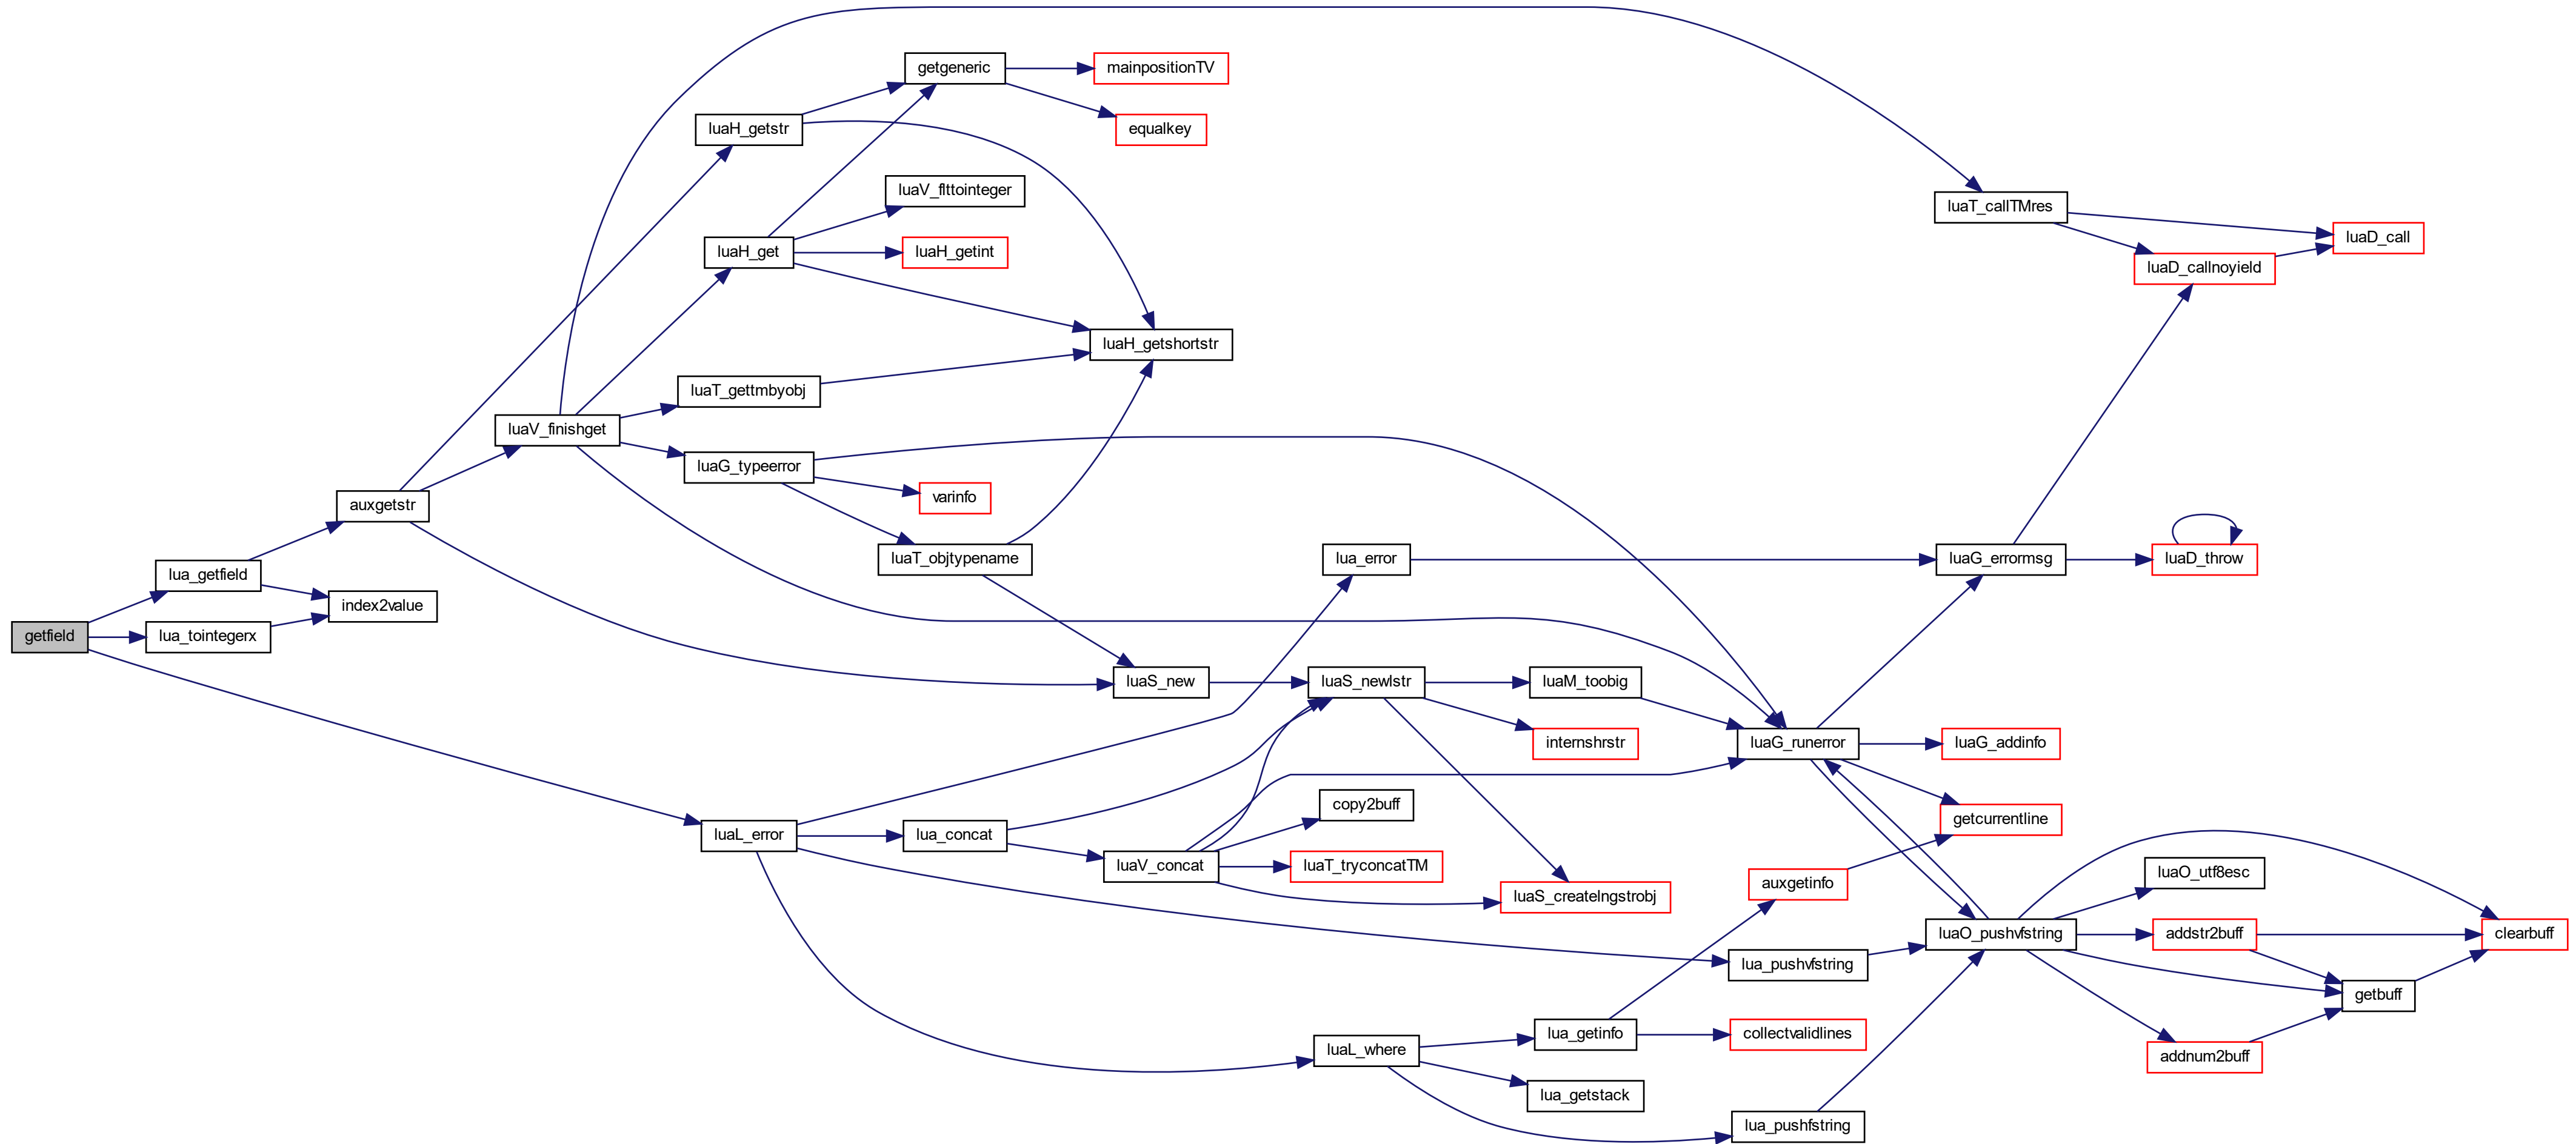 getgeneric
mainpositionTV
luaH_getstr
equalkey
luaV_flttointeger
luaT_callTMres
luaH_get
luaH_getint
luaD_call
luaD_callnoyield
luaH_getshortstr
luaT_gettmbyobj
luaV_finishget
luaG_typeerror
varinfo
auxgetstr
luaT_objtypename
lua_error
luaG_errormsg
luaD_throw
lua_getfield
index2value
getfield
lua_tointegerx
luaS_new
luaS_newlstr
luaM_toobig
internshrstr
luaG_runerror
luaG_addinfo
copy2buff
getcurrentline
luaL_error
lua_concat
luaV_concat
luaT_tryconcatTM
auxgetinfo
luaS_createlngstrobj
luaO_utf8esc
luaO_pushvfstring
addstr2buff
clearbuff
lua_pushvfstring
getbuff
lua_getinfo
collectvalidlines
luaL_where
addnum2buff
lua_getstack
lua_pushfstring